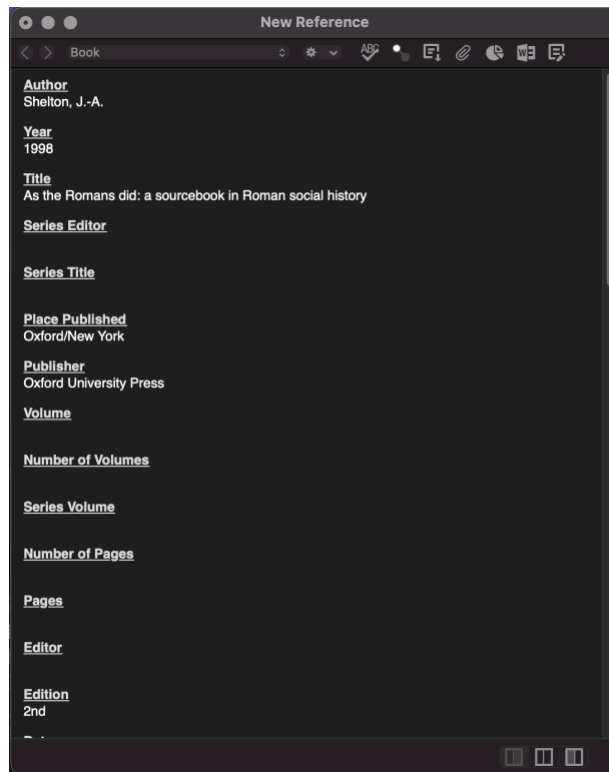 New Reference
Book
ABC
W
Author
Shelton, J.-A.
Year
1998
Title
As the Romans did: a sourcebook in Roman social history
Series Editor
Series Title
Place Published
Oxford/New York
Publisher
Oxford University Press
Volume
Number of Volumes
Series Volume
Number of Pages
Pages
Editor
Edition
2nd